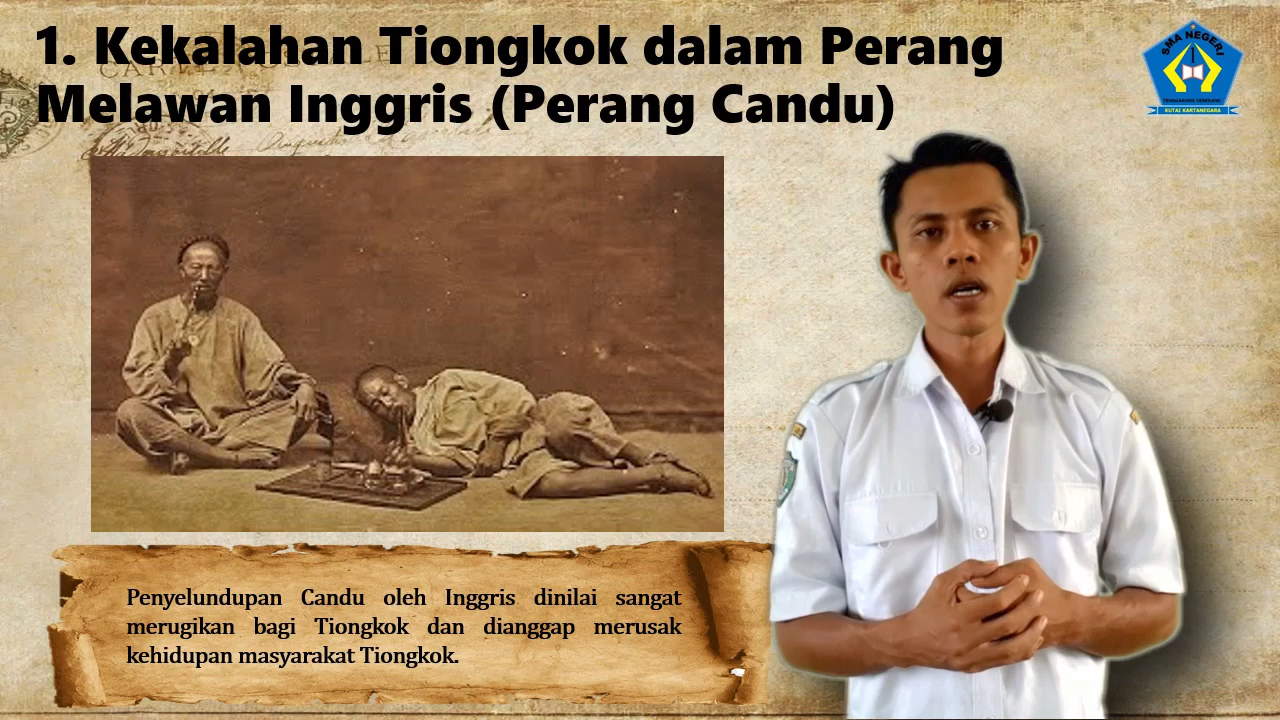 1. Kekalahan Tiongkok dalam Perang
Melawan Inggris (Perang Candu)
SMA NEGERI
1
KUTAI KARTANEGARA
Penyelundupan Candu oleh Inggris dinilai sangat
merugikan bagi Tiongkok dan dianggap merusak
kehidupan masyarakat Tiongkok.